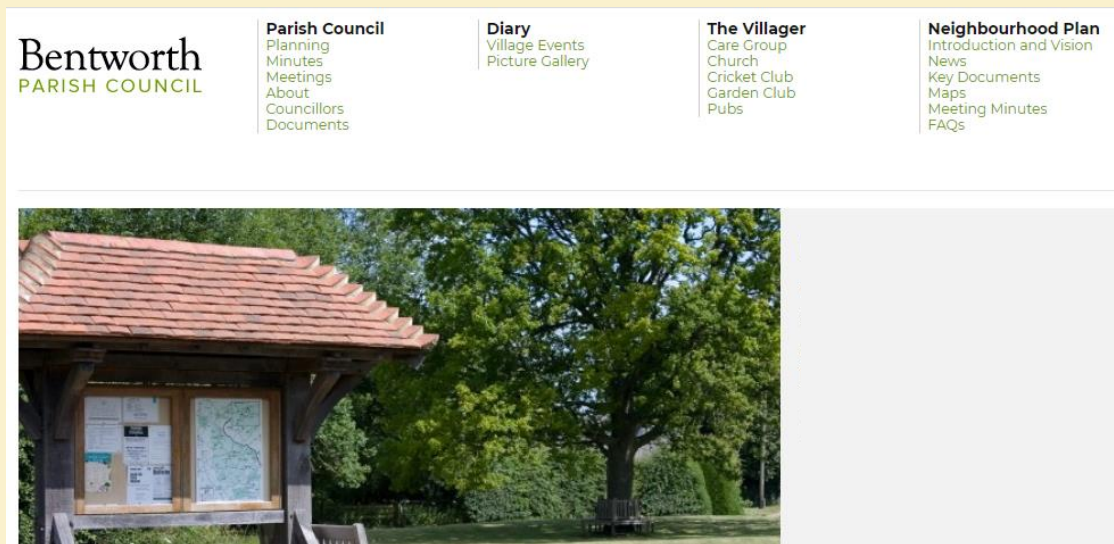 Bentworth
PARISH COUNCIL
Parish Council
Planning
Minutes
Meetings
About
Councillors
Documents
Diary
Village Events
Picture Gallery
The Villager
Care Group
Church
Cricket Club
Garden Club
Pubs
Neighbourhood Plan
Introduction and Vision
News
Key Documents
Maps
Meeting Minutes
FAQs